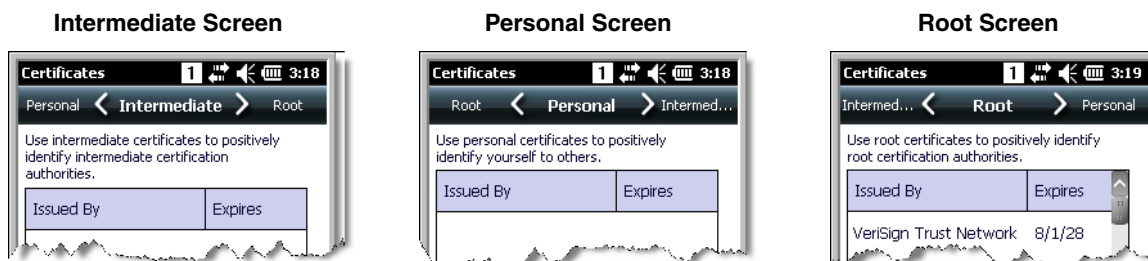 Intermediate Screen
Certificates 1 3:18
Personal Intermediate Root
Use intermediate certificates to positively
identify intermediate certification
authorities.
Issued By Expires
Personal Screen
Certificates 1 3:18
Root Personal Intermed...
Use personal certificates to positively
identify yourself to others.
Issued By Expires
Root Screen
Certificates 1 3:19
Intermed... Root Personal
Use root certificates to positively identify
root certification authorities.
Issued By Expires
VeriSign Trust Network 8/1/28